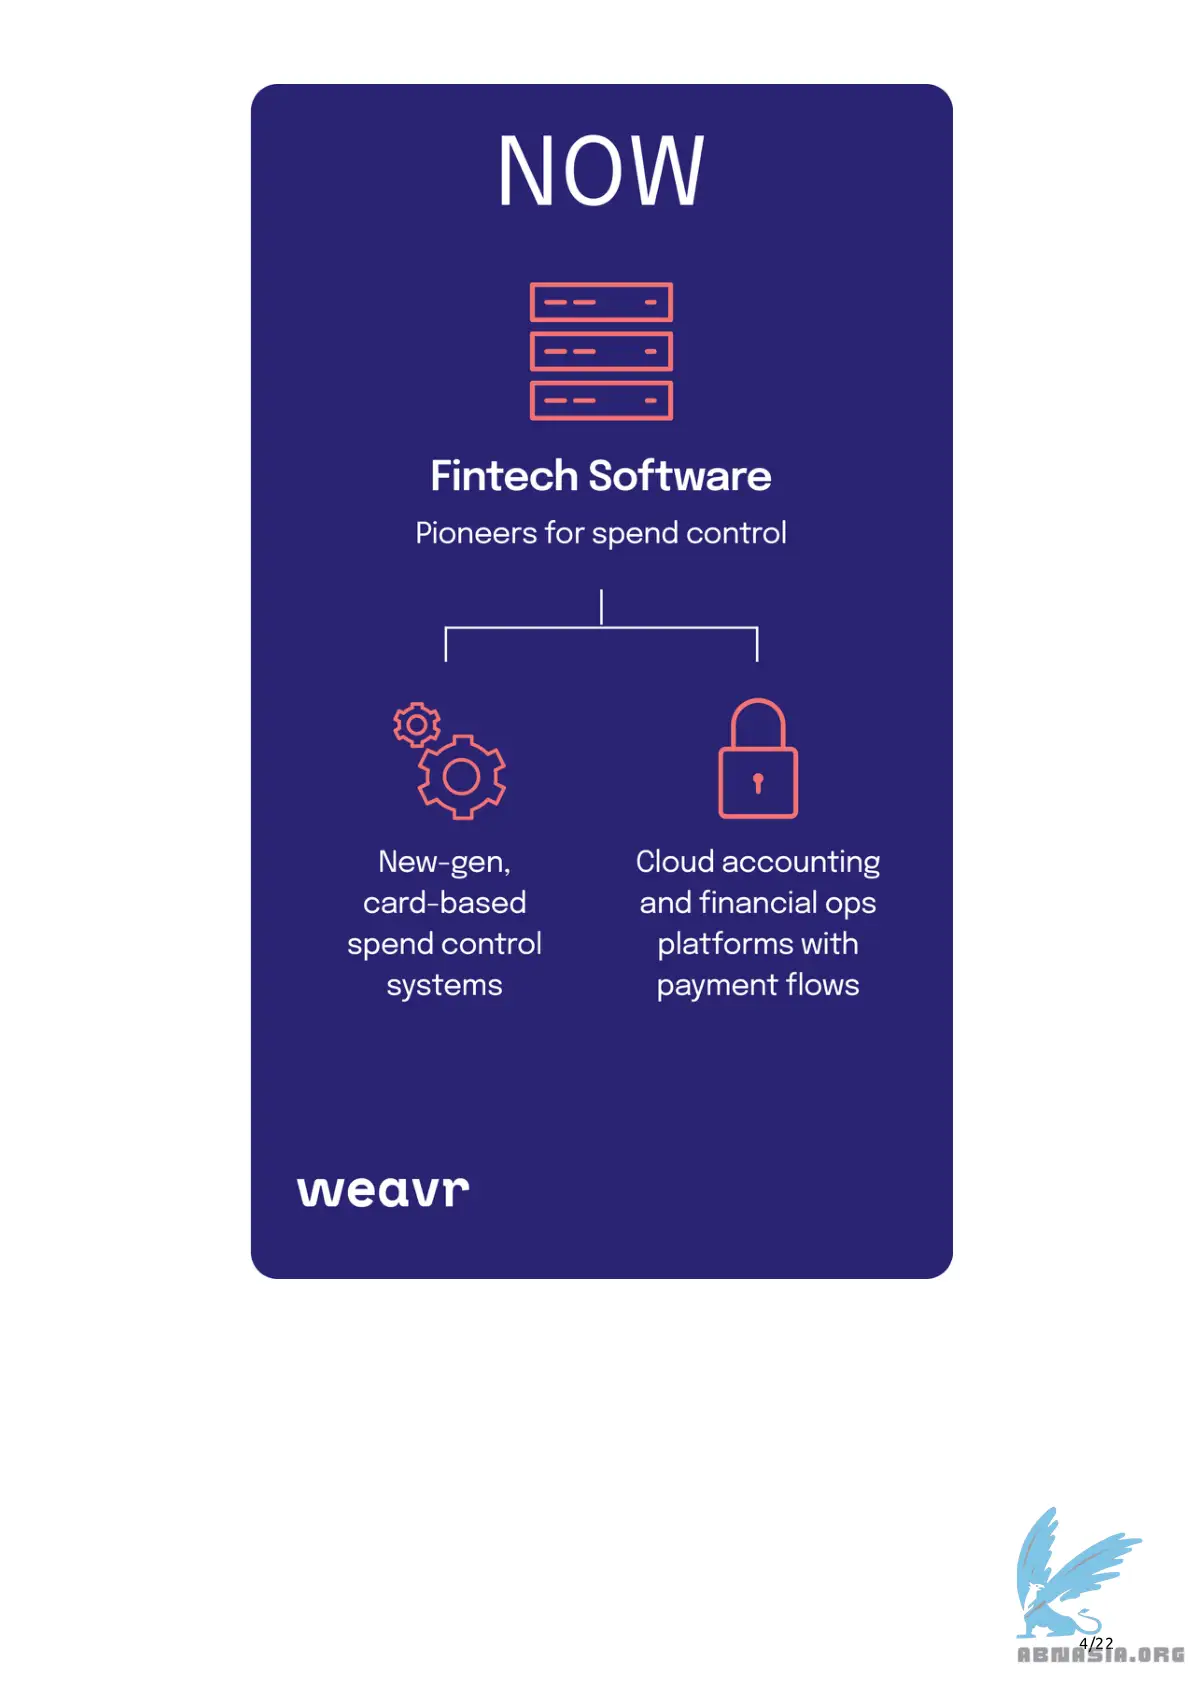 NOW
Fintech Software
Pioneers for spend control
New-gen,
card-based
spend control
systems
Cloud accounting
and financial ops
platforms with
payment flows
weavr
4/22
ABNASIA.ORG